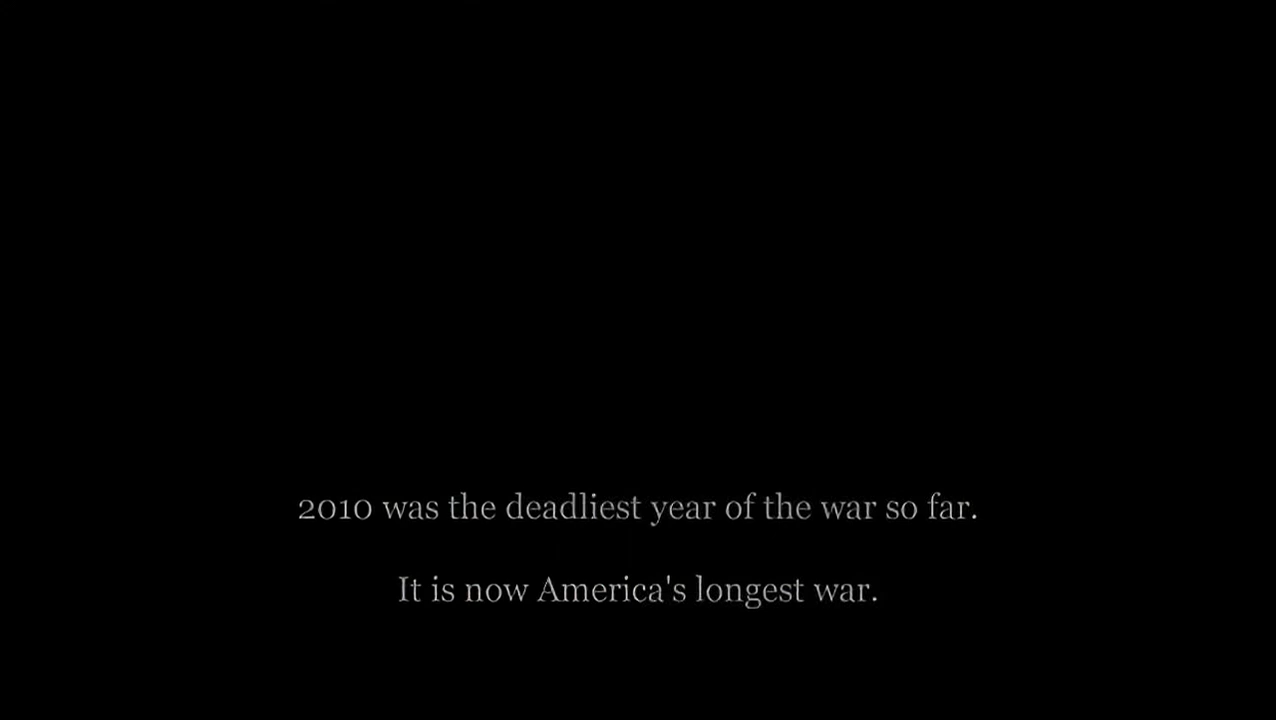 2010 was the deadliest year of the war so far.
It is now America's longest war.